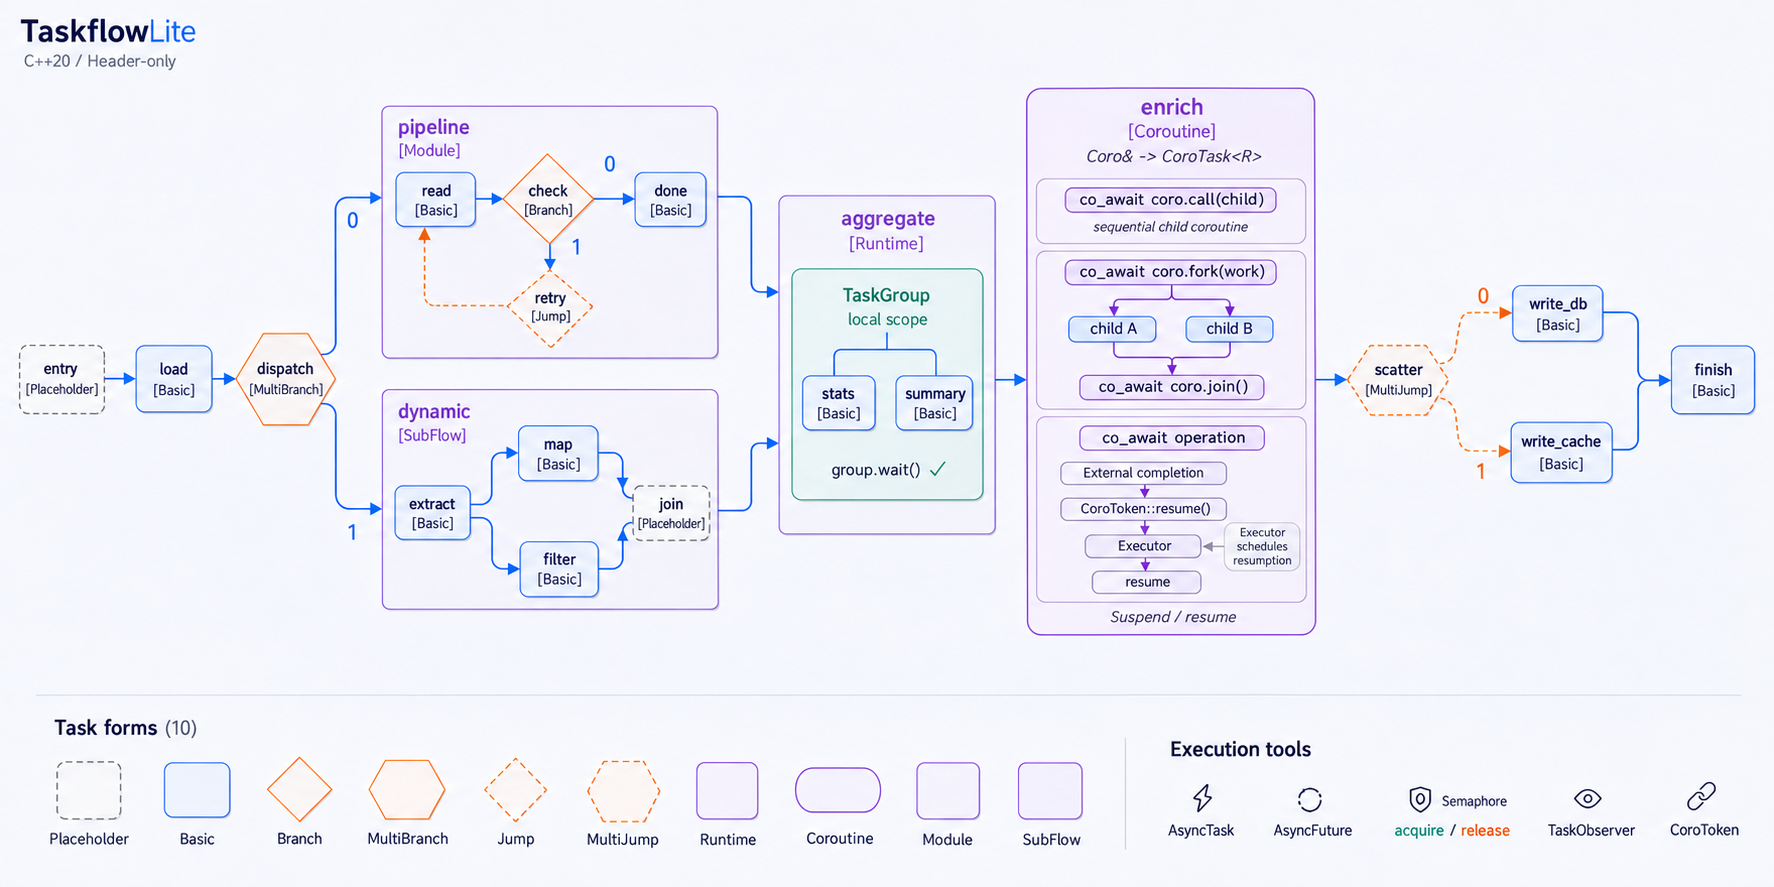 TaskflowLite
C++20 / Header-only
entry
[Placeholder]
load
[Basic]
dispatch
[MultiBranch]
0
1
pipeline
[Module]
read
[Basic]
check
[Branch]
0
1
done
[Basic]
retry
[Jump]
dynamic
[SubFlow]
extract
[Basic]
map
[Basic]
filter
[Basic]
join
[Placeholder]
aggregate
[Runtime]
TaskGroup
local scope
stats
[Basic]
summary
[Basic]
group.wait() ✓
enrich
[Coroutine]
Coro& -> CoroTask<R>
co_await coro.call(child)
sequential child coroutine
co_await coro.fork(work)
child A
child B
co_await coro.join()
co_await operation
External completion
CoroToken::resume()
Executor
Executor
schedules
resumption
resume
Suspend / resume
scatter
[MultiJump]
0
1
write_db
[Basic]
write_cache
[Basic]
finish
[Basic]
Task forms (10)
Placeholder
Basic
Branch
MultiBranch
Jump
MultiJump
Runtime
Coroutine
Module
SubFlow
Execution tools
AsyncTask
AsyncFuture
Semaphore
acquire / release
TaskObserver
CoroToken